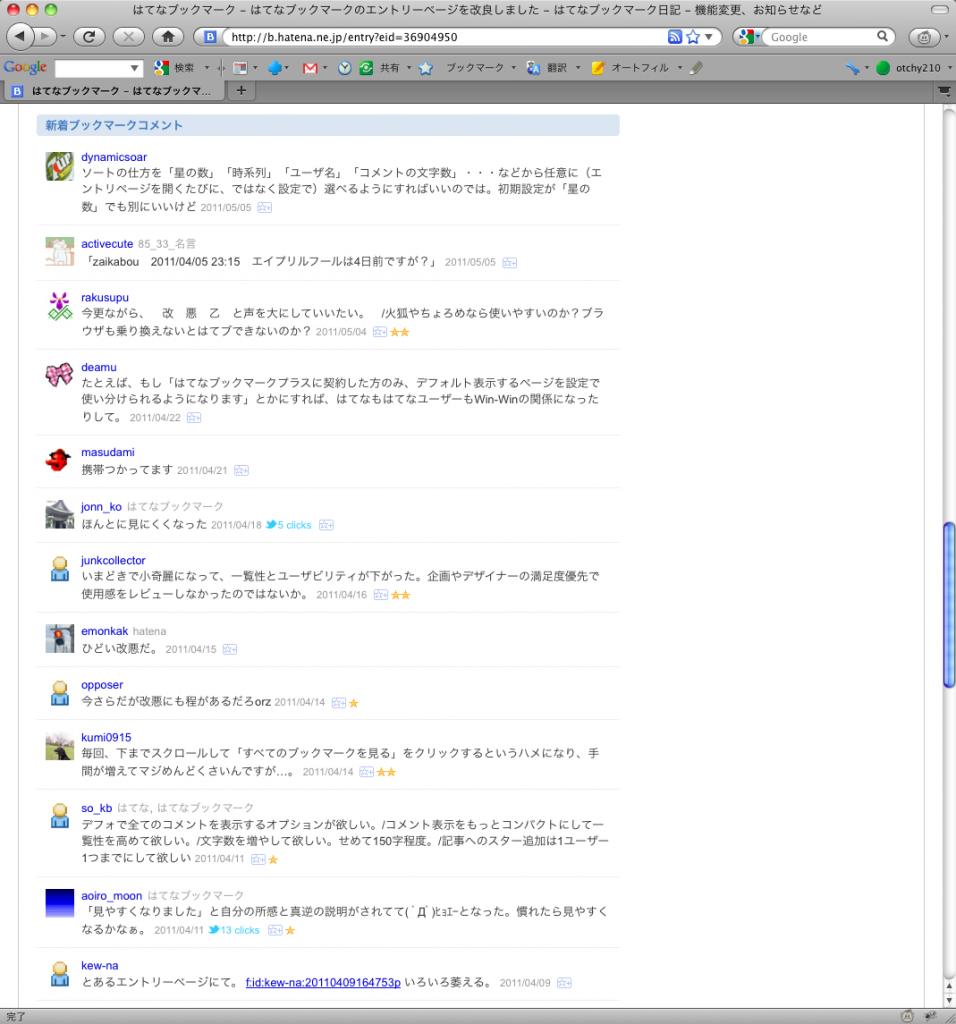 はてなブックマーク – はてなブックマークのエントリーページを改良しました – はてなブックマーク日記 – 機能変更、お知らせなど
B http://b.hatena.ne.jp/entry?eid=36904950 Google
Google 検索 共有 ブックマーク 翻訳 オートフィル otchy210
B はてなブックマーク – はてなブックマ... +
新着ブックマークコメント
dynamicsoar
ソートの仕方を「星の数」「時系列」「ユーザ名」「コメントの文字数」・・・などから任意に（エ
ントリページを開くたびに、ではなく設定で）選べるようにすればいいのでは。初期設定が「星の
数」でも別にいいけど 2011/05/05
activecute 85_33_名言
「zaikabou　2011/04/05 23:15　エイプリルフールは4日前ですが？」 2011/05/05
rakusupu
今更ながら、　改　悪　乙　と声を大にしていいたい。　/火狐やちょろめなら使いやすいのか？ブラ
ウザも乗り換えないとはてブできないのか？ 2011/05/04
deamu
たとえば、もし「はてなブックマークプラスに契約した方のみ、デフォルト表示するページを設定で
使い分けられるようになります」とかにすれば、はてなもはてなユーザーもWin-Winの関係になった
りして。 2011/04/22
masudami
携帯つかってます 2011/04/21
jonn_ko はてなブックマーク
ほんとに見にくくなった 2011/04/18 5 clicks
junkcollector
いまどきで小奇麗になって、一覧性とユーザビリティが下がった。企画やデザイナーの満足度優先で
使用感をレビューしなかったのではないか。 2011/04/16
emonkak hatena
ひどい改悪だ。 2011/04/15
opposer
今さらだが改悪にも程があるだろorz 2011/04/14
kumi0915
毎回、下までスクロールして「すべてのブックマークを見る」をクリックするというハメになり、手
間が増えてマジめんどくさいんですが…。 2011/04/14
so_kb はてな, はてなブックマーク
デフォで全てのコメントを表示するオプションが欲しい。/コメント表示をもっとコンパクトにして一
覧性を高めて欲しい。/文字数を増やして欲しい。せめて150字程度。/記事へのスター追加は1ユーザー
1つまでにして欲しい 2011/04/11
aoiro_moon はてなブックマーク
「見やすくなりました」と自分の所感と真逆の説明がされてて(ﾟДﾟ)ﾋｮｴｰとなった。慣れたら見やすく
なるかなぁ。 2011/04/11 13 clicks
kew-na
とあるエントリーページにて。 f:id:kew-na:20110409164753p いろいろ萎える。 2011/04/09
完了